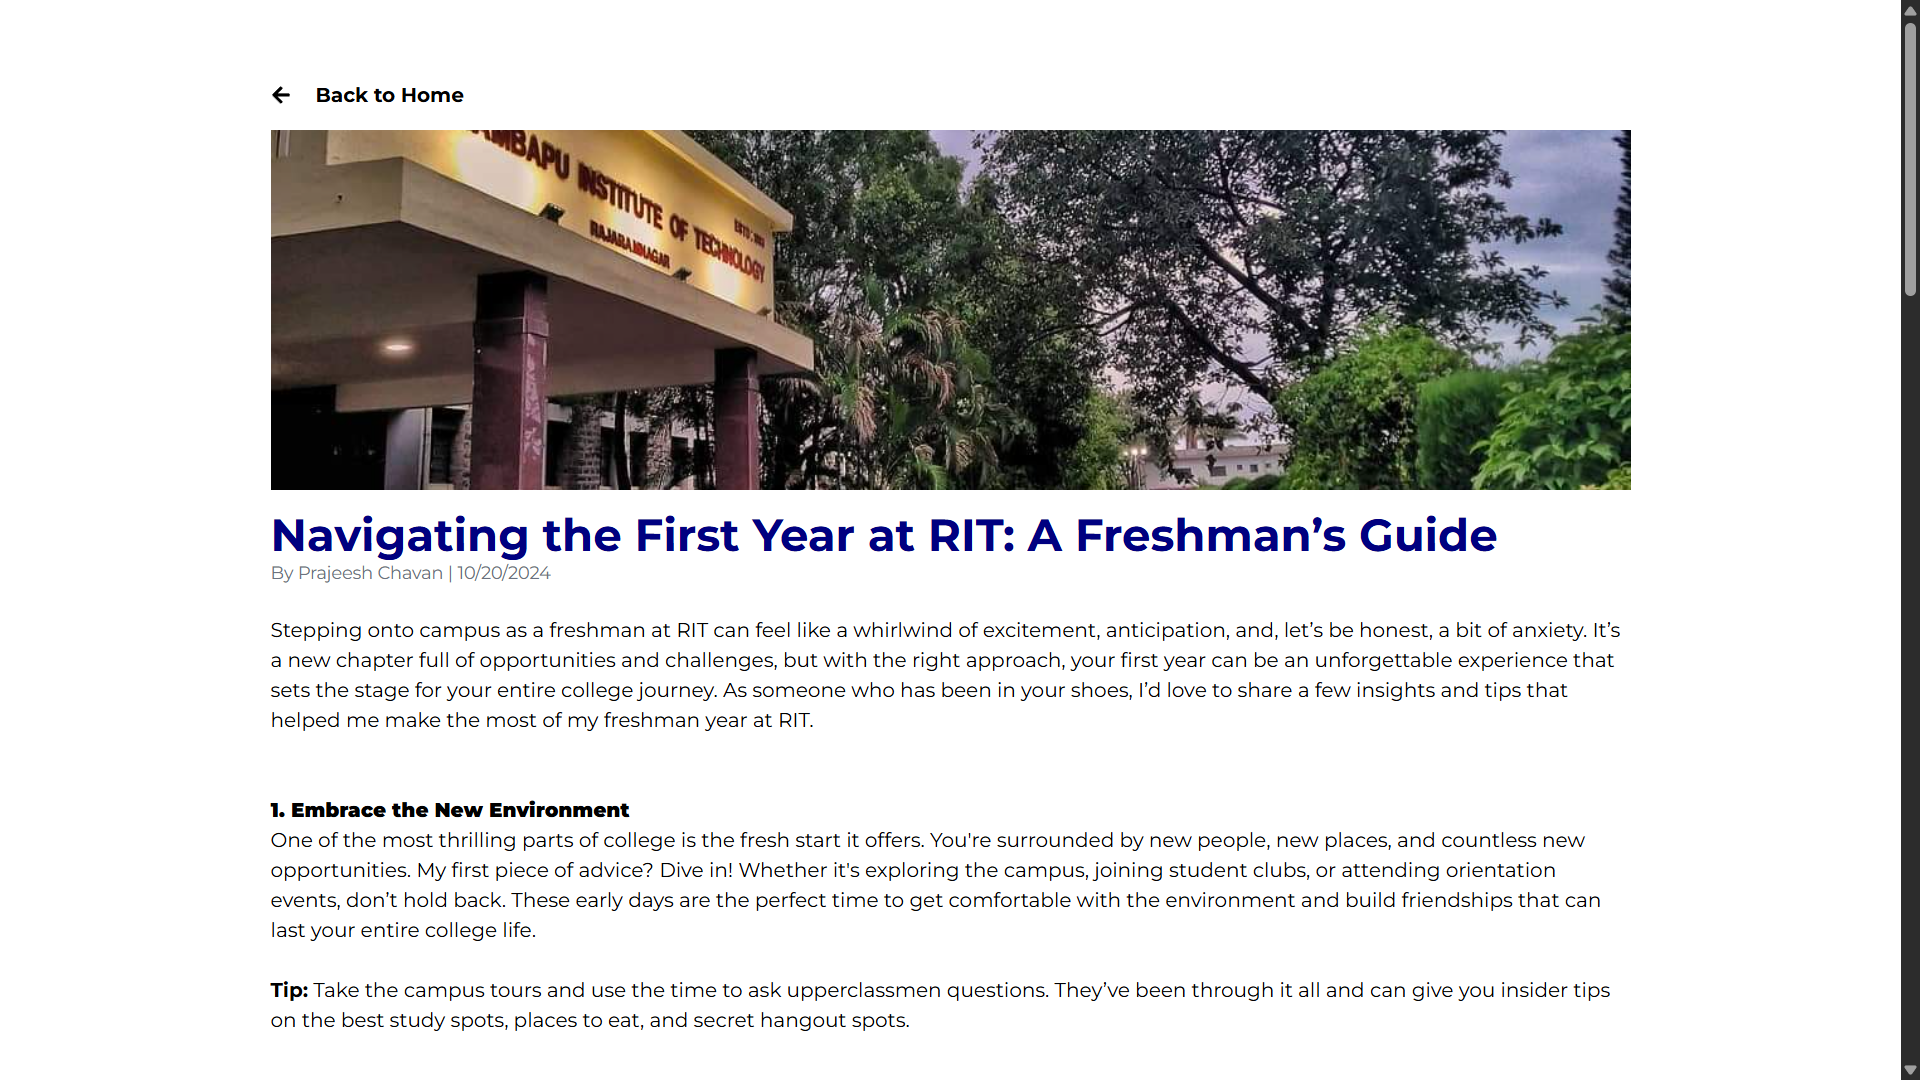 Back to Home
INSTITUTE OF TECHNOLOGY
RAJARAMNAGAR
Navigating the First Year at RIT: A Freshman’s Guide
By Prajeesh Chavan | 10/20/2024
Stepping onto campus as a freshman at RIT can feel like a whirlwind of excitement, anticipation, and, let’s be honest, a bit of anxiety. It’s
a new chapter full of opportunities and challenges, but with the right approach, your first year can be an unforgettable experience that
sets the stage for your entire college journey. As someone who has been in your shoes, I’d love to share a few insights and tips that
helped me make the most of my freshman year at RIT.
1. Embrace the New Environment
One of the most thrilling parts of college is the fresh start it offers. You're surrounded by new people, new places, and countless new
opportunities. My first piece of advice? Dive in! Whether it's exploring the campus, joining student clubs, or attending orientation
events, don’t hold back. These early days are the perfect time to get comfortable with the environment and build friendships that can
last your entire college life.
Tip: Take the campus tours and use the time to ask upperclassmen questions. They’ve been through it all and can give you insider tips
on the best study spots, places to eat, and secret hangout spots.